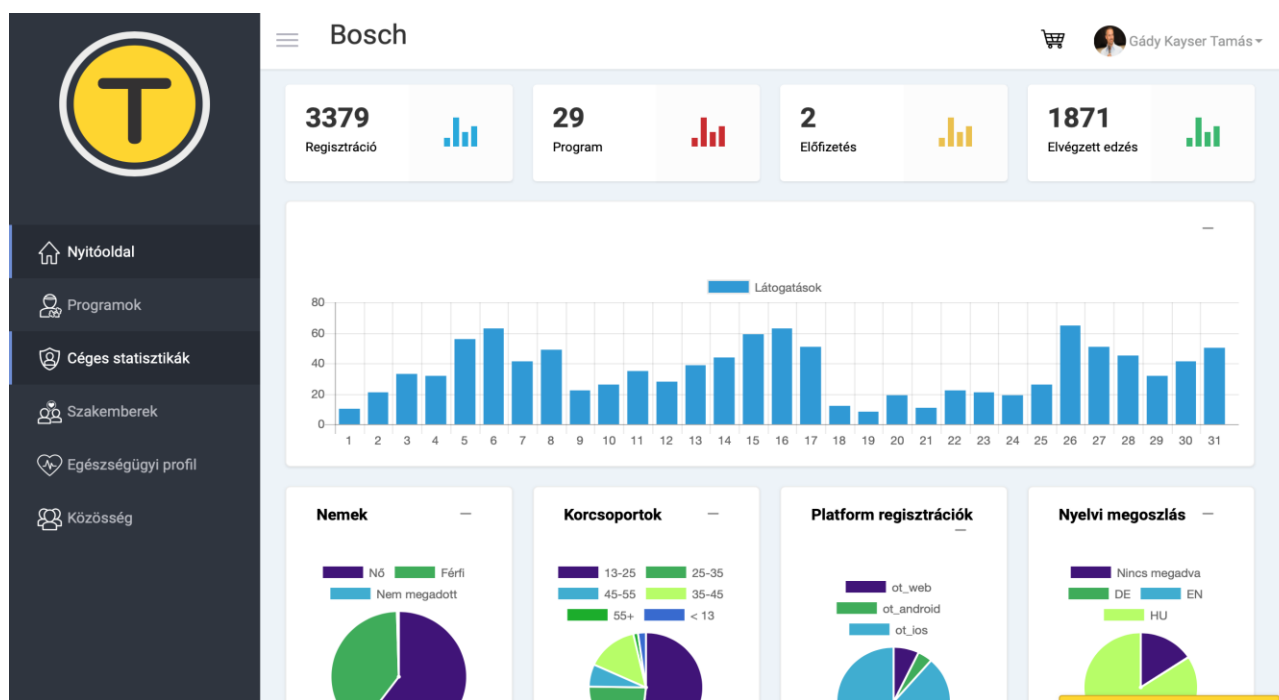 T
Bosch
Gády Kayser Tamás
3379
Regisztráció
29
Program
2
Előfizetés
1871
Elvégzett edzés
Nyitóoldal
Programok
Céges statisztikák
Szakemberek
Egészségügyi profil
Közösség
Látogatások
80
60
40
20
0
1 2 3 4 5 6 7 8 9 10 11 12 13 14 15 16 17 18 19 20 21 22 23 24 25 26 27 28 29 30 31
Nemek
Nő Férfi
Nem megadott
Korcsoportok
13-25 25-35
45-55 35-45
55+ < 13
Platform regisztrációk
ot_web
ot_android
ot_ios
Nyelvi megoszlás
Nincs megadva
DE EN
HU